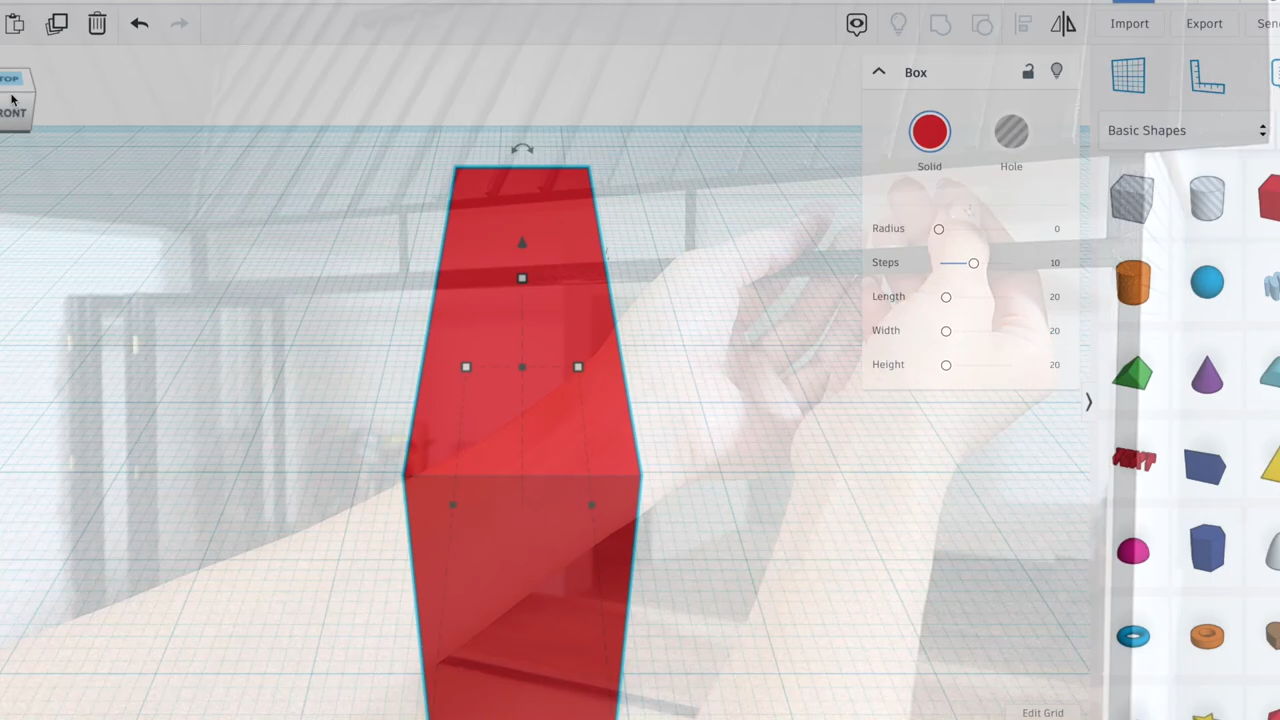 Import
Export
Sen
TOP
RONT
Box
Solid
Hole
Basic Shapes
Radius 0
Steps 10
Length 20
Width 20
Height 20
Edit Grid